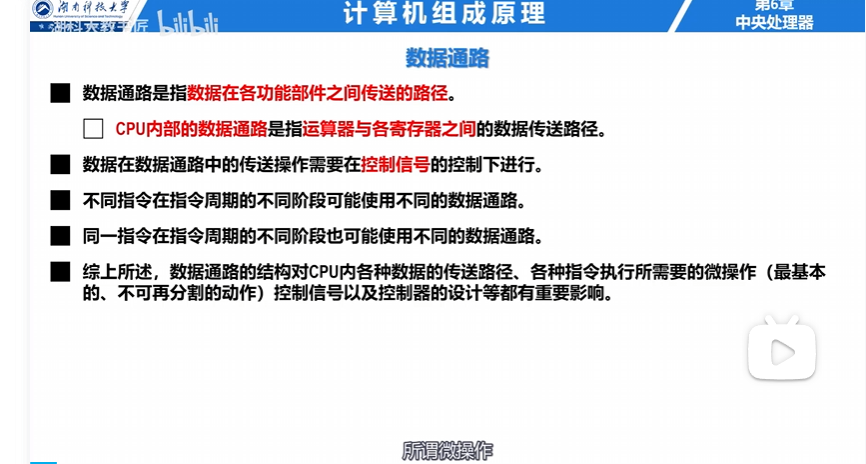 湖南科技大学
计算机组成原理
第6章
中央处理器
bilibili
数据通路
数据通路是指数据在各功能部件之间传送的路径。
CPU内部的数据通路是指运算器与各寄存器之间的数据传送路径。
数据在数据通路中的传送操作需要在控制信号的控制下进行。
不同指令在指令周期的不同阶段可能使用不同的数据通路。
同一指令在指令周期的不同阶段也可能使用不同的数据通路。
综上所述，数据通路的结构对CPU内各种数据的传送路径、各种指令执行所需要的微操作（最基本
的、不可再分割的动作）控制信号以及控制器的设计等都有重要影响。
所谓微操作